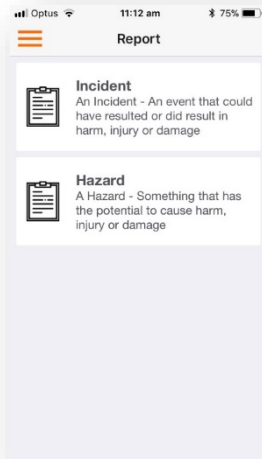 Optus 11:12 am 75%
Report
Incident
An Incident - An event that could
have resulted or did result in
harm, injury or damage
Hazard
A Hazard - Something that has
the potential to cause harm,
injury or damage